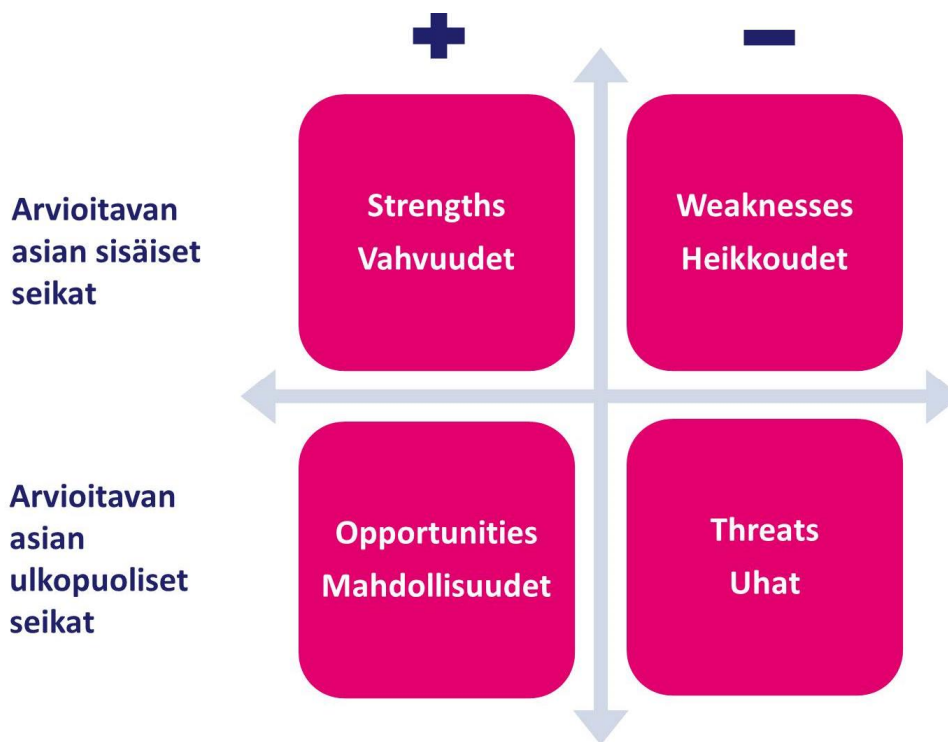 +
−
Arvioitavan
asian sisäiset
seikat
Strengths
Vahvuudet
Weaknesses
Heikkoudet
Arvioitavan
asian
ulkopuoliset
seikat
Opportunities
Mahdollisuudet
Threats
Uhat